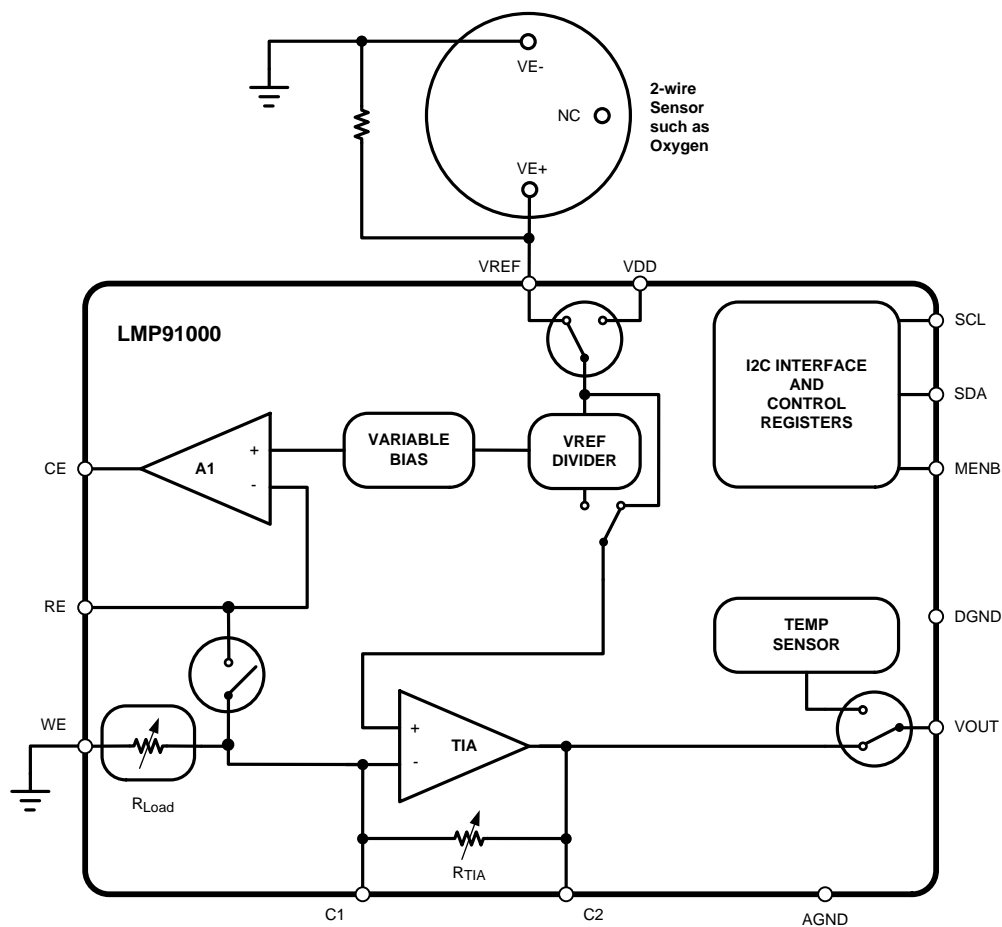 VE-
2-wire
Sensor
such as
Oxygen
NC
VE+
VREF
VDD
LMP91000
SCL
I2C INTERFACE
AND
CONTROL
REGISTERS
SDA
MENB
VARIABLE
BIAS
VREF
DIVIDER
CE
A1
+
-
RE
DGND
TEMP
SENSOR
WE
VOUT
+
TIA
-
RLoad
RTIA
C1
C2
AGND